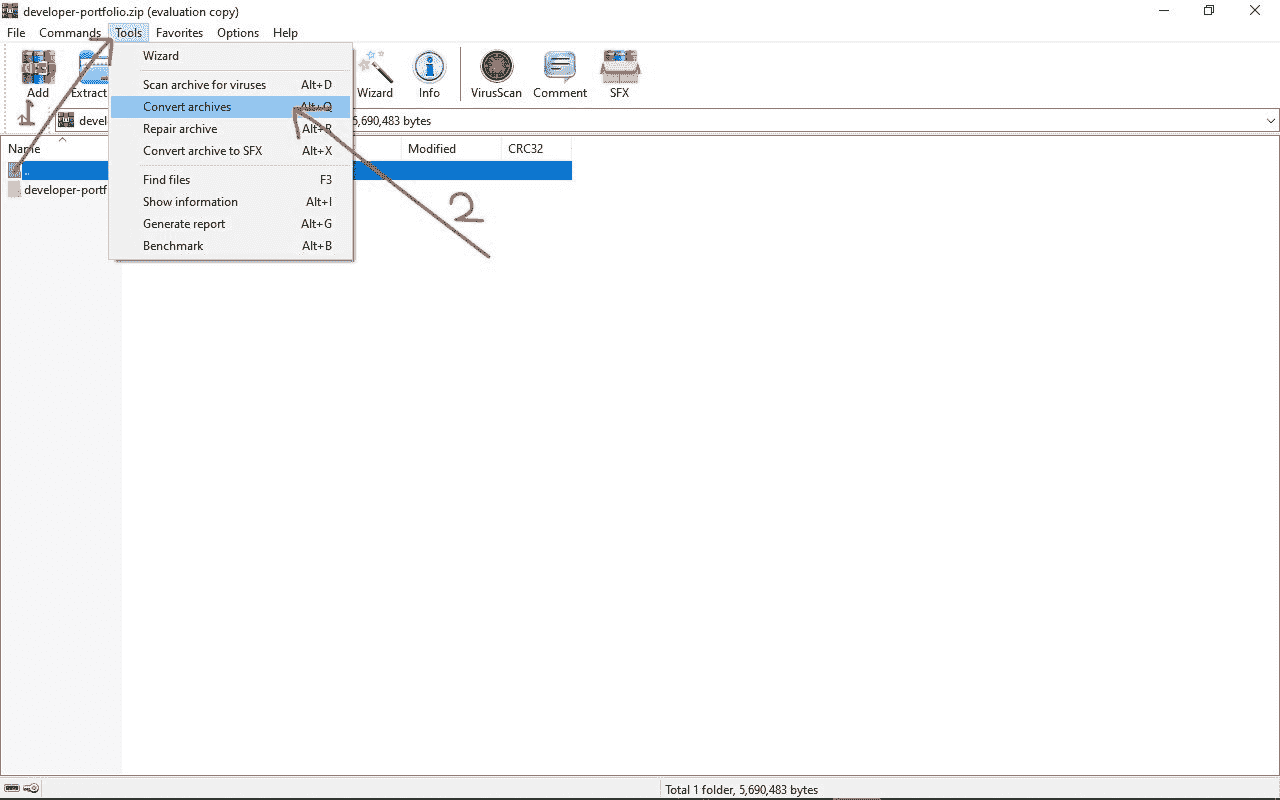 developer-portfolio.zip (evaluation copy)
File Commands Tools Favorites Options Help
Add Extract Wizard Info VirusScan Comment SFX
1
Wizard
Scan archive for viruses Alt+D
Convert archives Alt+Q
Repair archive Alt+R
Convert archive to SFX Alt+X
Find files F3
Show information Alt+I
Generate report Alt+G
Benchmark Alt+B
devel 5,690,483 bytes
Name Modified CRC32
..
developer-portf
2
Total 1 folder, 5,690,483 bytes